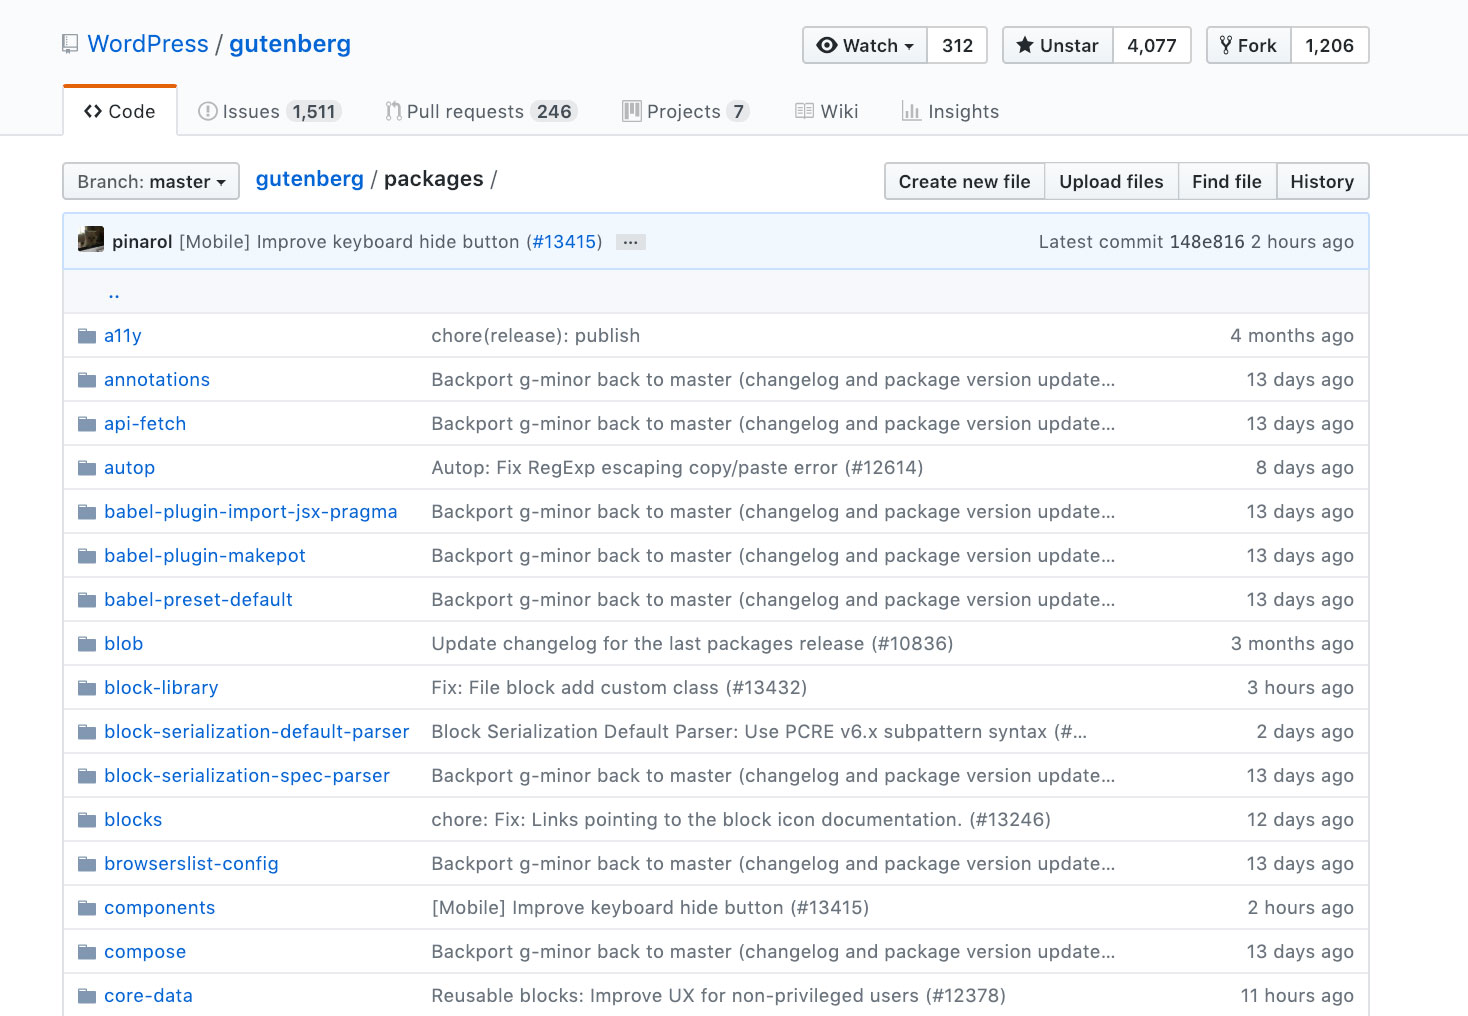 WordPress / gutenberg Watch 312 Unstar 4,077 Fork 1,206
Code Issues 1,511 Pull requests 246 Projects 7 Wiki Insights
Branch: master gutenberg / packages / Create new file Upload files Find file History
pinarol [Mobile] Improve keyboard hide button (#13415) ... Latest commit 148e816 2 hours ago
..
a11y chore(release): publish 4 months ago
annotations Backport g-minor back to master (changelog and package version update... 13 days ago
api-fetch Backport g-minor back to master (changelog and package version update... 13 days ago
autop Autop: Fix RegExp escaping copy/paste error (#12614) 8 days ago
babel-plugin-import-jsx-pragma Backport g-minor back to master (changelog and package version update... 13 days ago
babel-plugin-makepot Backport g-minor back to master (changelog and package version update... 13 days ago
babel-preset-default Backport g-minor back to master (changelog and package version update... 13 days ago
blob Update changelog for the last packages release (#10836) 3 months ago
block-library Fix: File block add custom class (#13432) 3 hours ago
block-serialization-default-parser Block Serialization Default Parser: Use PCRE v6.x subpattern syntax (#... 2 days ago
block-serialization-spec-parser Backport g-minor back to master (changelog and package version update... 13 days ago
blocks chore: Fix: Links pointing to the block icon documentation. (#13246) 12 days ago
browserslist-config Backport g-minor back to master (changelog and package version update... 13 days ago
components [Mobile] Improve keyboard hide button (#13415) 2 hours ago
compose Backport g-minor back to master (changelog and package version update... 13 days ago
core-data Reusable blocks: Improve UX for non-privileged users (#12378) 11 hours ago